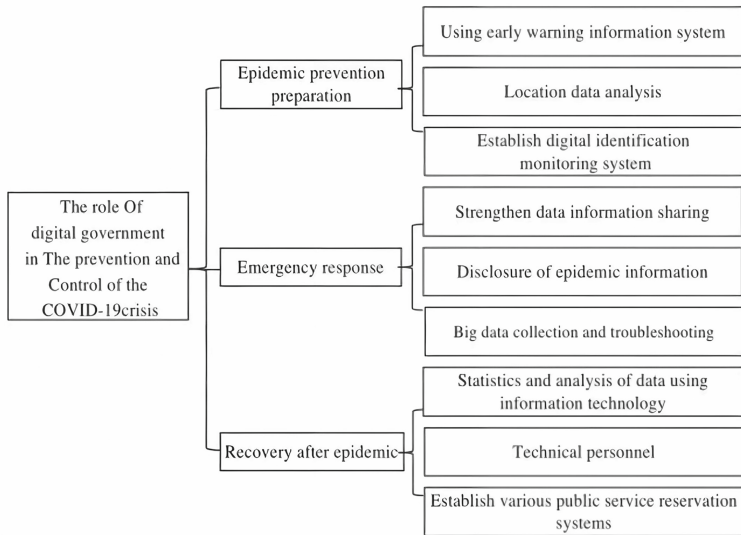 The role Of
digital government
in The prevention and
Control of the
COVID-19crisis
Epidemic prevention
preparation
Using early warning information system
Location data analysis
Establish digital identification
monitoring system
Emergency response
Strengthen data information sharing
Disclosure of epidemic information
Big data collection and troubleshooting
Recovery after epidemic
Statistics and analysis of data using
information technology
Technical personnel
Establish various public service reservation
systems